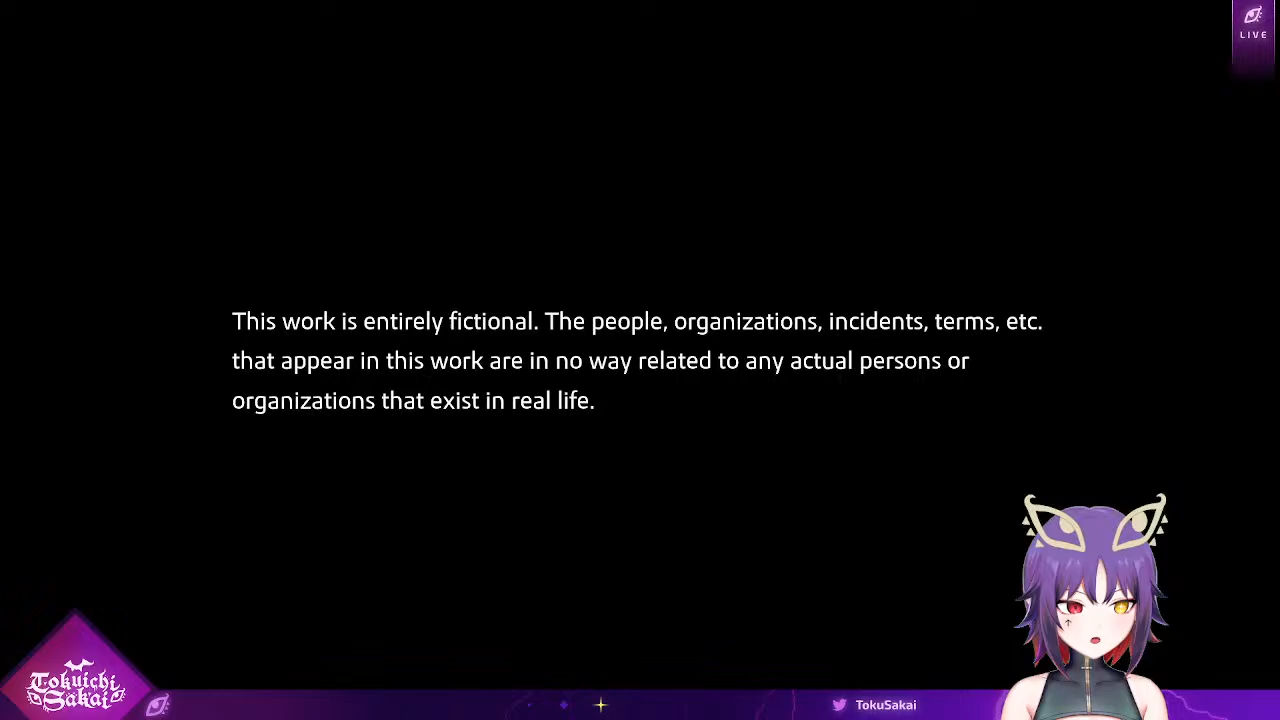 LIVE
This work is entirely fictional. The people, organizations, incidents, terms, etc.
that appear in this work are in no way related to any actual persons or
organizations that exist in real life.
Tokuichi
Sakai
TokuSakai